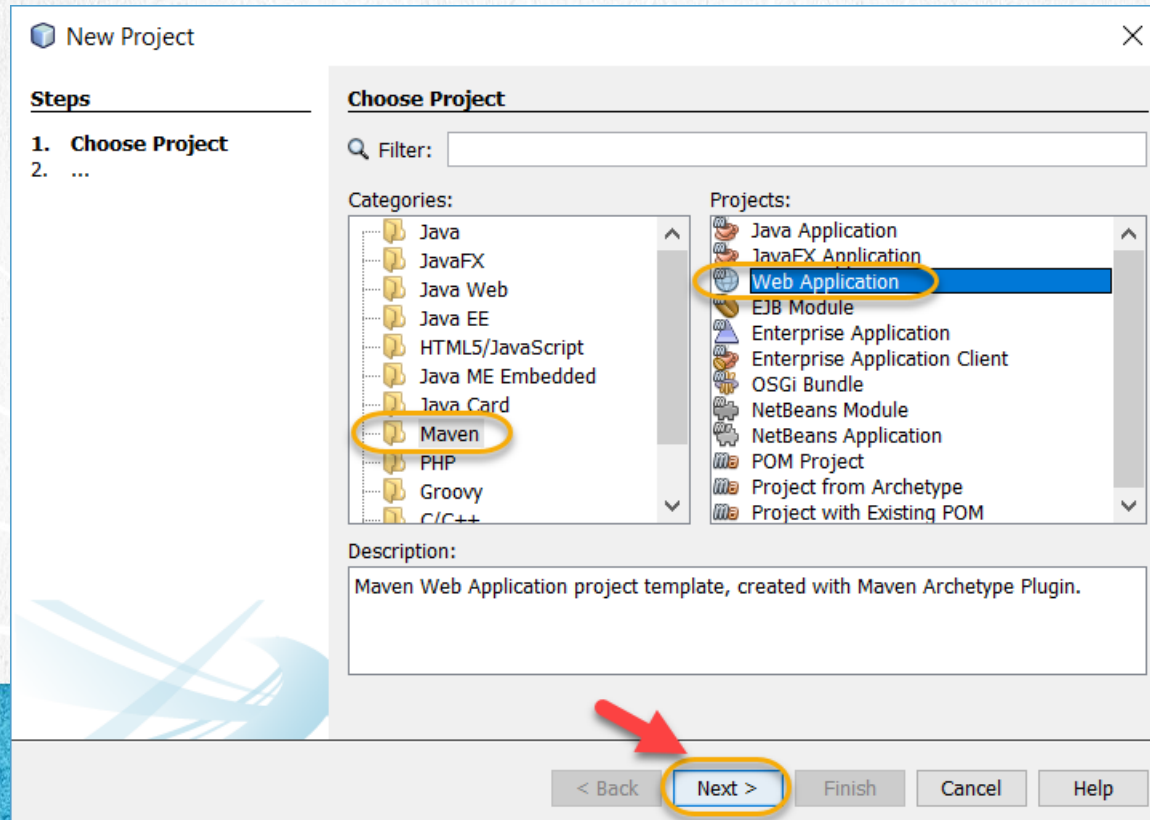 New Project
Steps
1. Choose Project
2. ...
Choose Project
Filter:
Categories:
Java
JavaFX
Java Web
Java EE
HTML5/JavaScript
Java ME Embedded
Java Card
Maven
PHP
Groovy
C/C++
Projects:
Java Application
JavaFX Application
Web Application
EJB Module
Enterprise Application
Enterprise Application Client
OSGi Bundle
NetBeans Module
NetBeans Application
POM Project
Project from Archetype
Project with Existing POM
Description:
Maven Web Application project template, created with Maven Archetype Plugin.
< Back Next > Finish Cancel Help